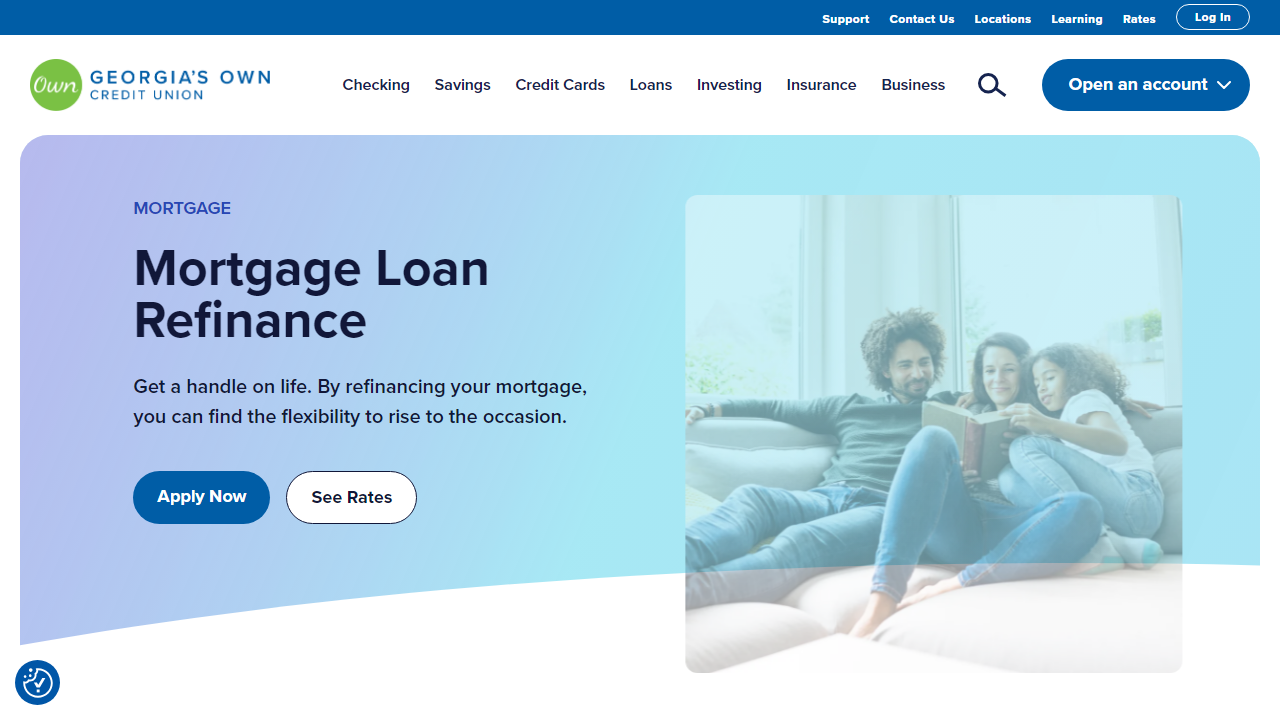 Support Contact Us Locations Learning Rates Log In
Own GEORGIA'S OWN
CREDIT UNION
Checking Savings Credit Cards Loans Investing Insurance Business Open an account
MORTGAGE
Mortgage Loan
Refinance
Get a handle on life. By refinancing your mortgage,
you can find the flexibility to rise to the occasion.
Apply Now See Rates